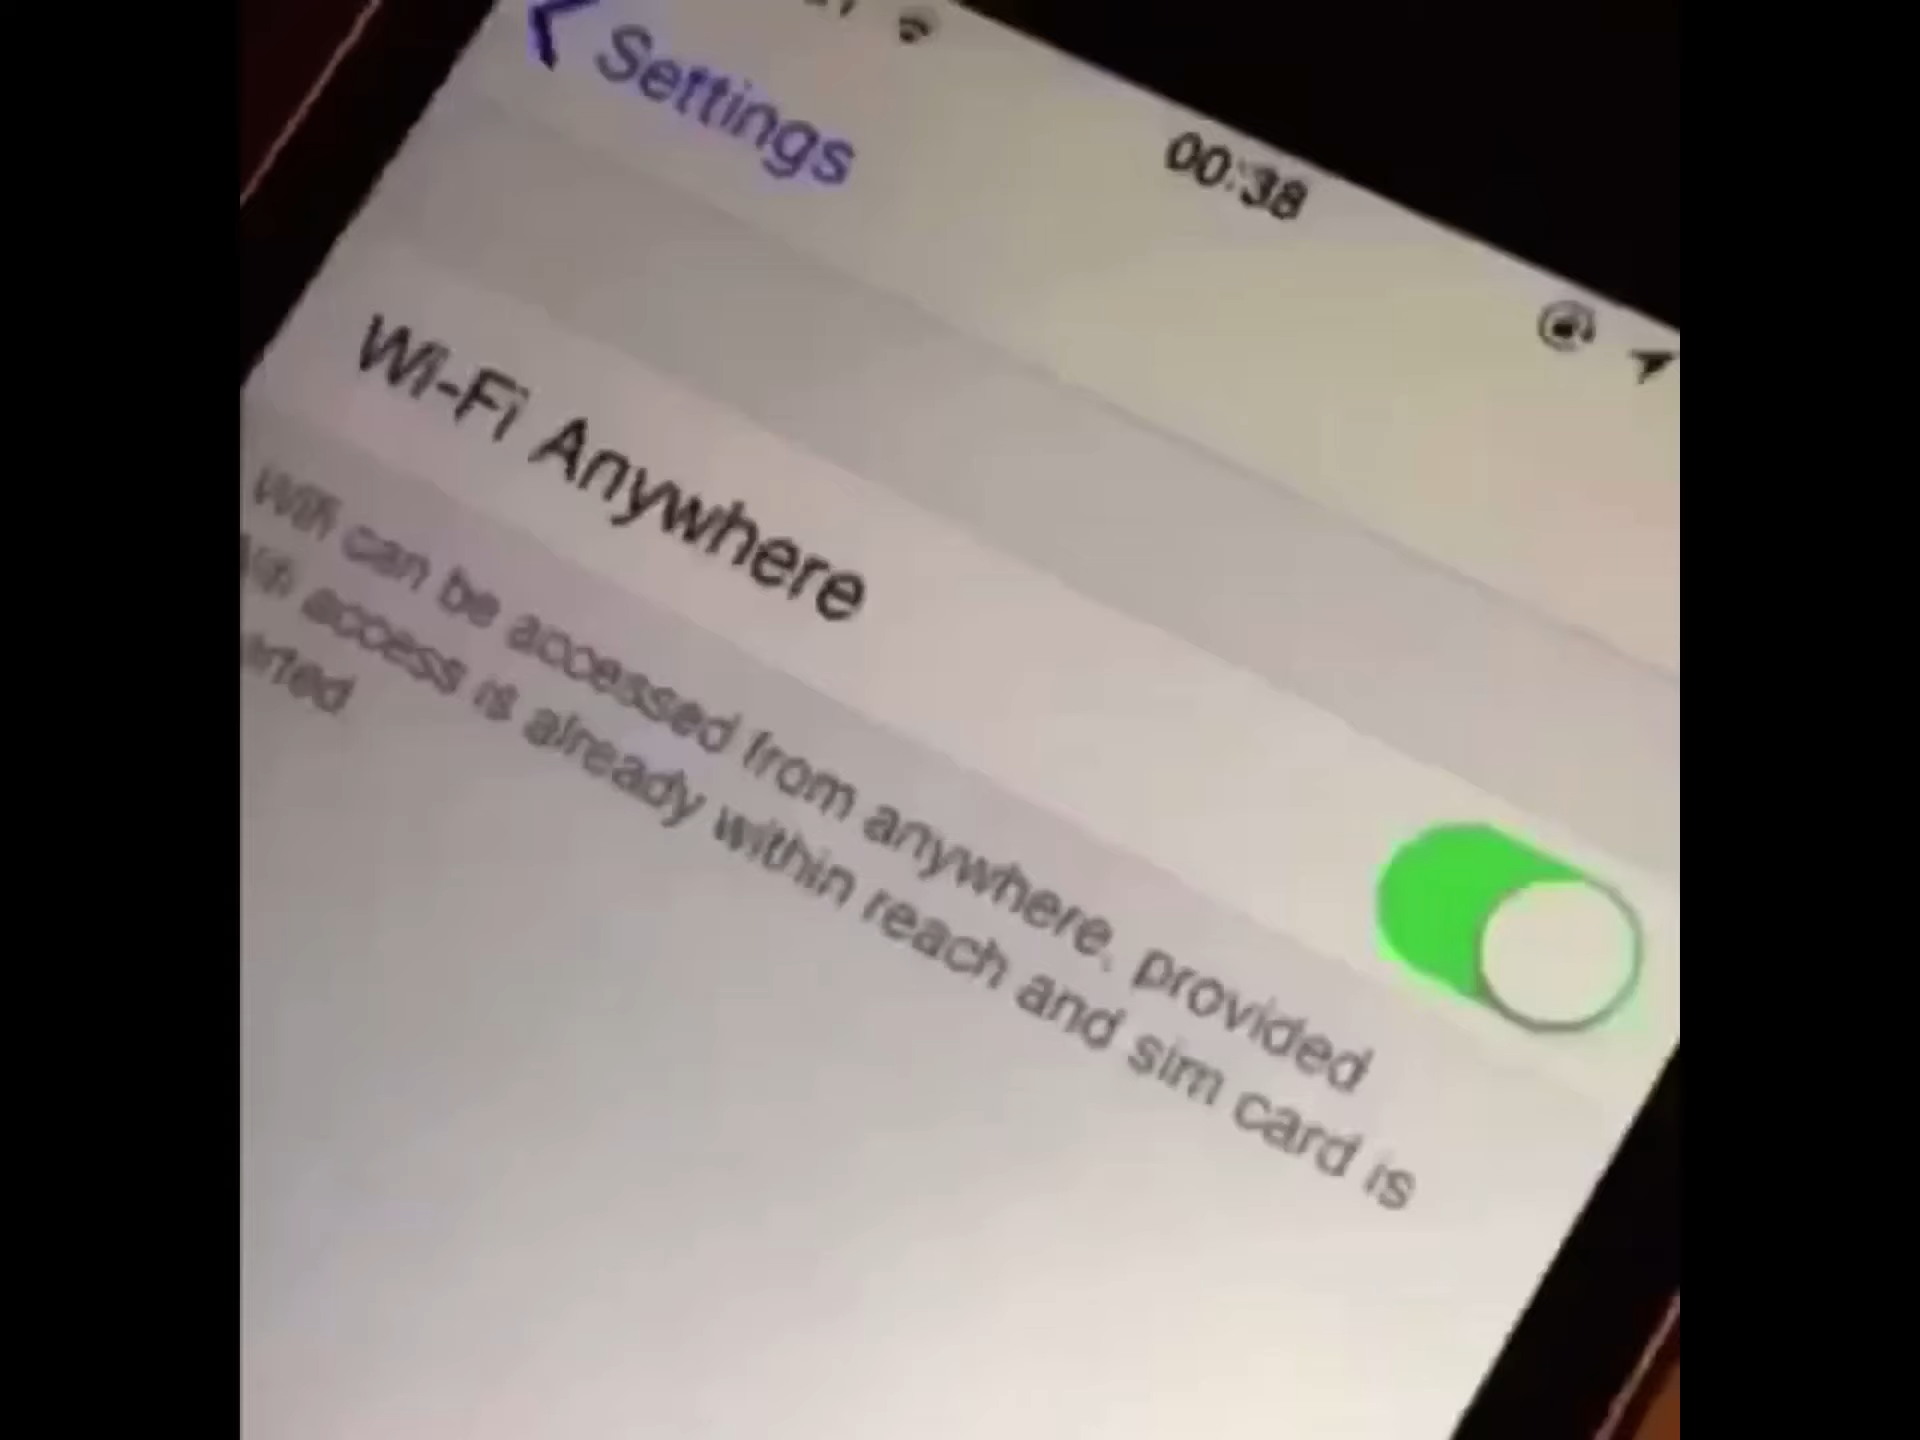 Settings
00:38
Wi-Fi Anywhere
Wifi can be accessed from anywhere, provided
access is already within reach and sim card is